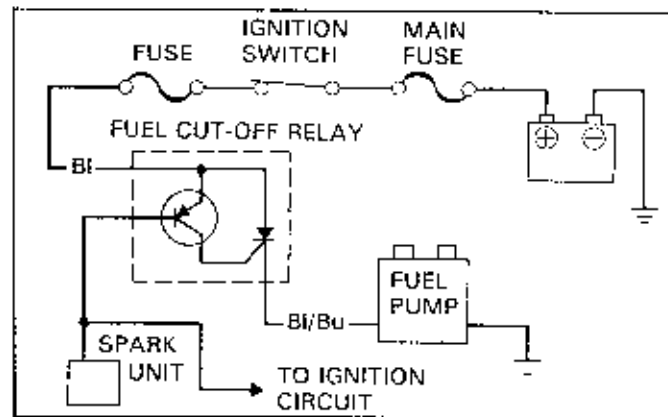 IGNITION
SWITCH
MAIN
FUSE
FUSE
FUEL CUT-OFF RELAY
Bl
Bl/Bu
FUEL
PUMP
SPARK
UNIT
TO IGNITION
CIRCUIT